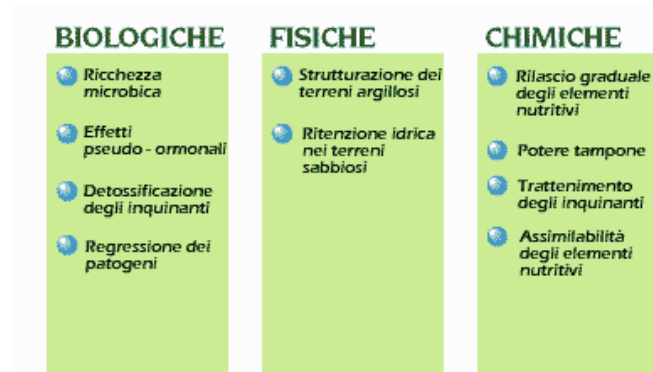 BIOLOGICHE
Ricchezza
microbica
Effetti
pseudo - ormonali
Detossificazione
degli inquinanti
Regressione dei
patogeni
FISICHE
Strutturazione dei
terreni argillosi
Ritenzione idrica
nei terreni
sabbiosi
CHIMICHE
Rilascio graduale
degli elementi
nutritivi
Potere tampone
Trattenimento
degli inquinanti
Assimilabilità
degli elementi
nutritivi